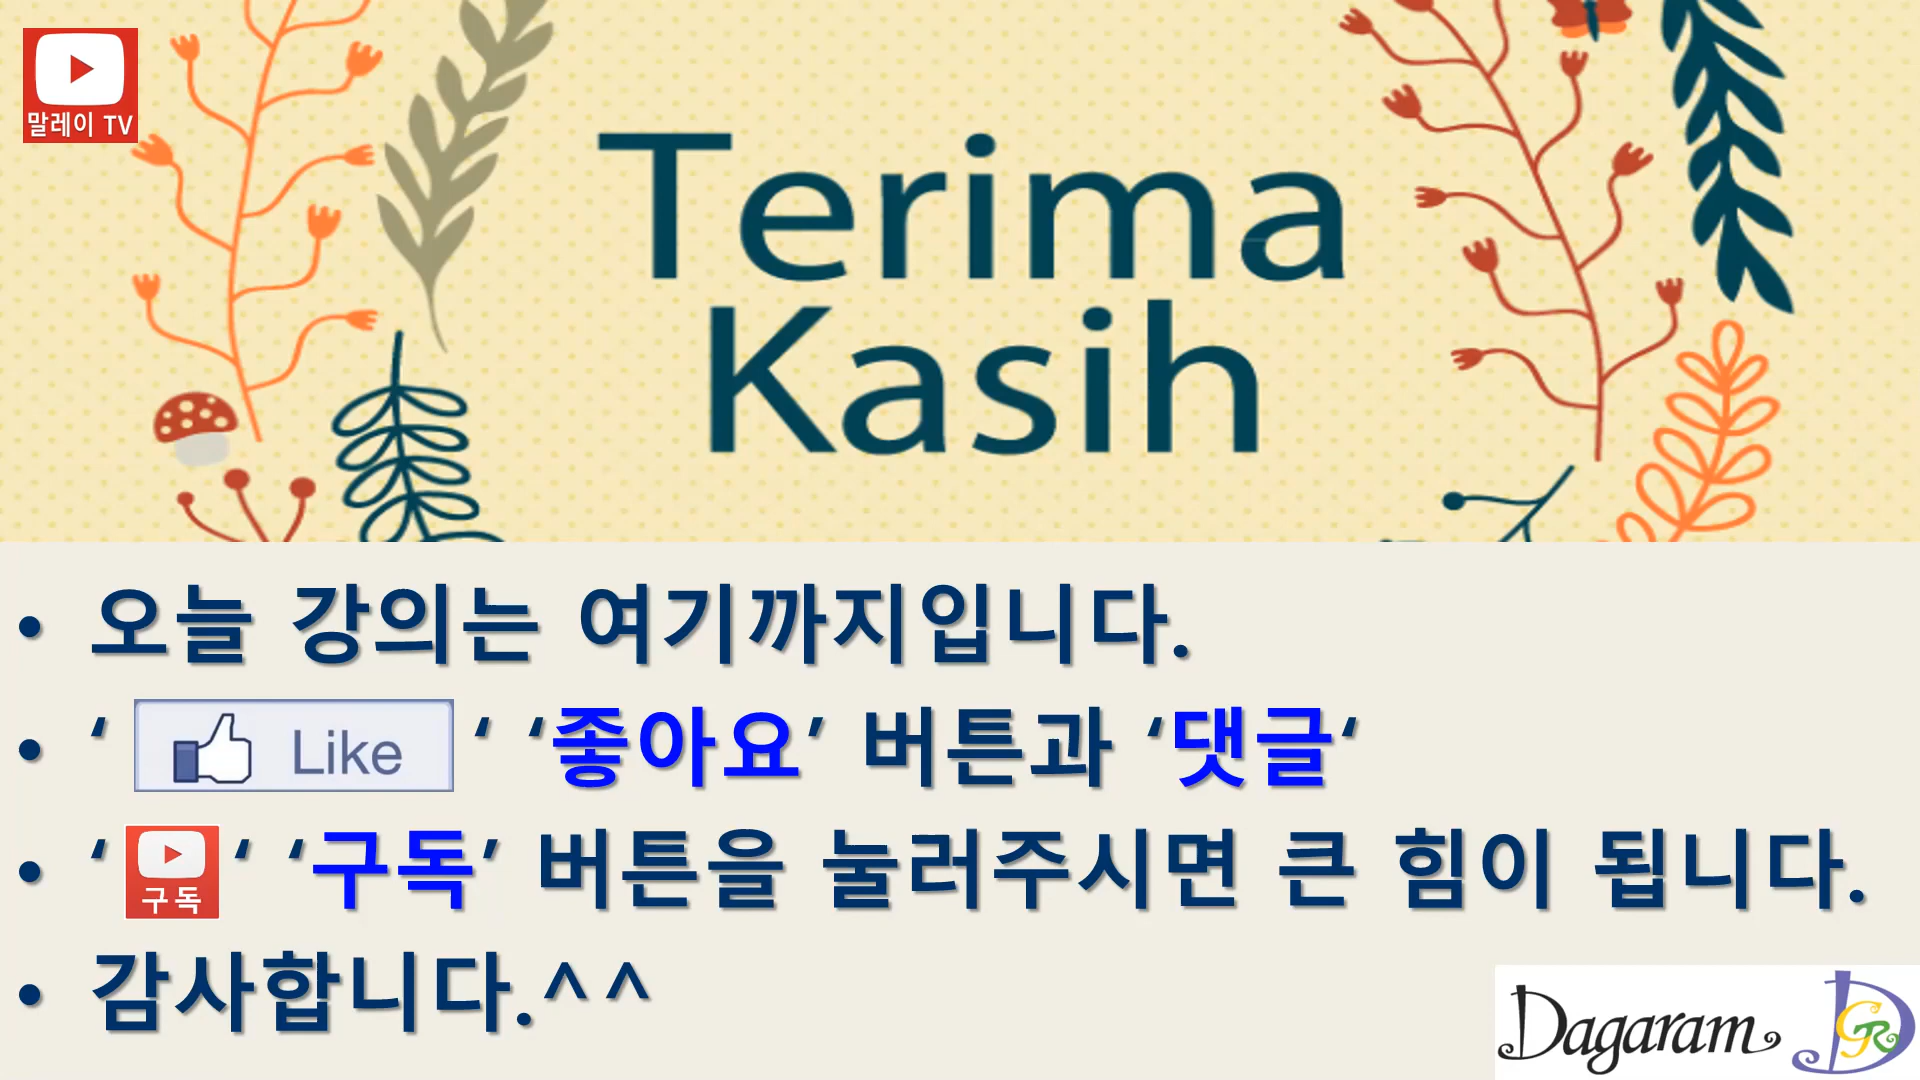 말레이 TV
Terima
Kasih
• 오늘 강의는 여기까지입니다.
• ‘ Like ‘ ‘좋아요’ 버튼과 ‘댓글‘
• ‘ 구독 ‘ ‘구독’ 버튼을 눌러주시면 큰 힘이 됩니다.
• 감사합니다.^^
Dagaram DGR